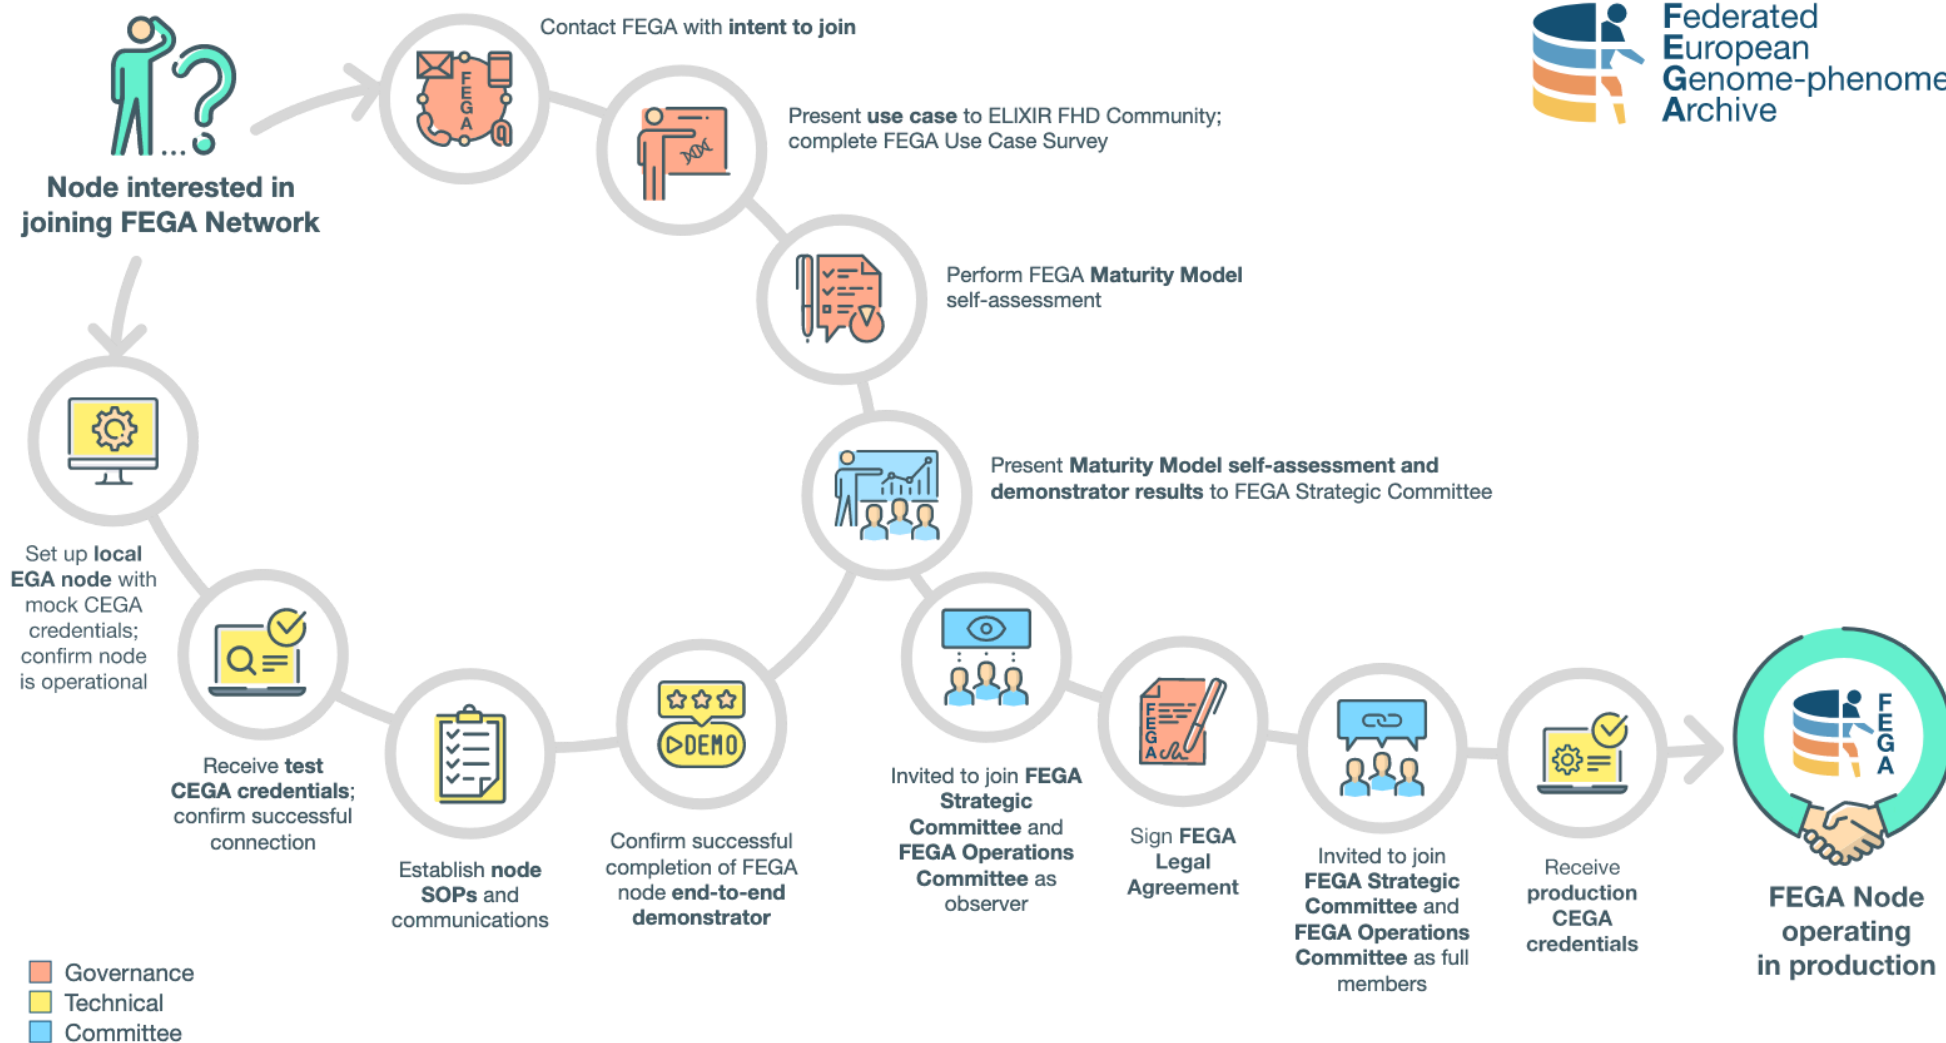 Contact FEGA with intent to join
Federated
European
Genome-phenome
Archive
FEGA
Present use case to ELIXIR FHD Community;
complete FEGA Use Case Survey
Node interested in
joining FEGA Network
Perform FEGA Maturity Model
self-assessment
Present Maturity Model self-assessment and
demonstrator results to FEGA Strategic Committee
Set up local
EGA node with
mock CEGA
credentials;
confirm node
is operational
Receive test
CEGA credentials;
confirm successful
connection
Establish node
SOPs and
communications
DEMO
Confirm successful
completion of FEGA
node end-to-end
demonstrator
Invited to join FEGA
Strategic
Committee and
FEGA Operations
Committee as
observer
FEGA
Sign FEGA
Legal
Agreement
Invited to join
FEGA Strategic
Committee and
FEGA Operations
Committee as full
members
Receive
production
CEGA
credentials
FEGA
FEGA Node
operating
in production
Governance
Technical
Committee